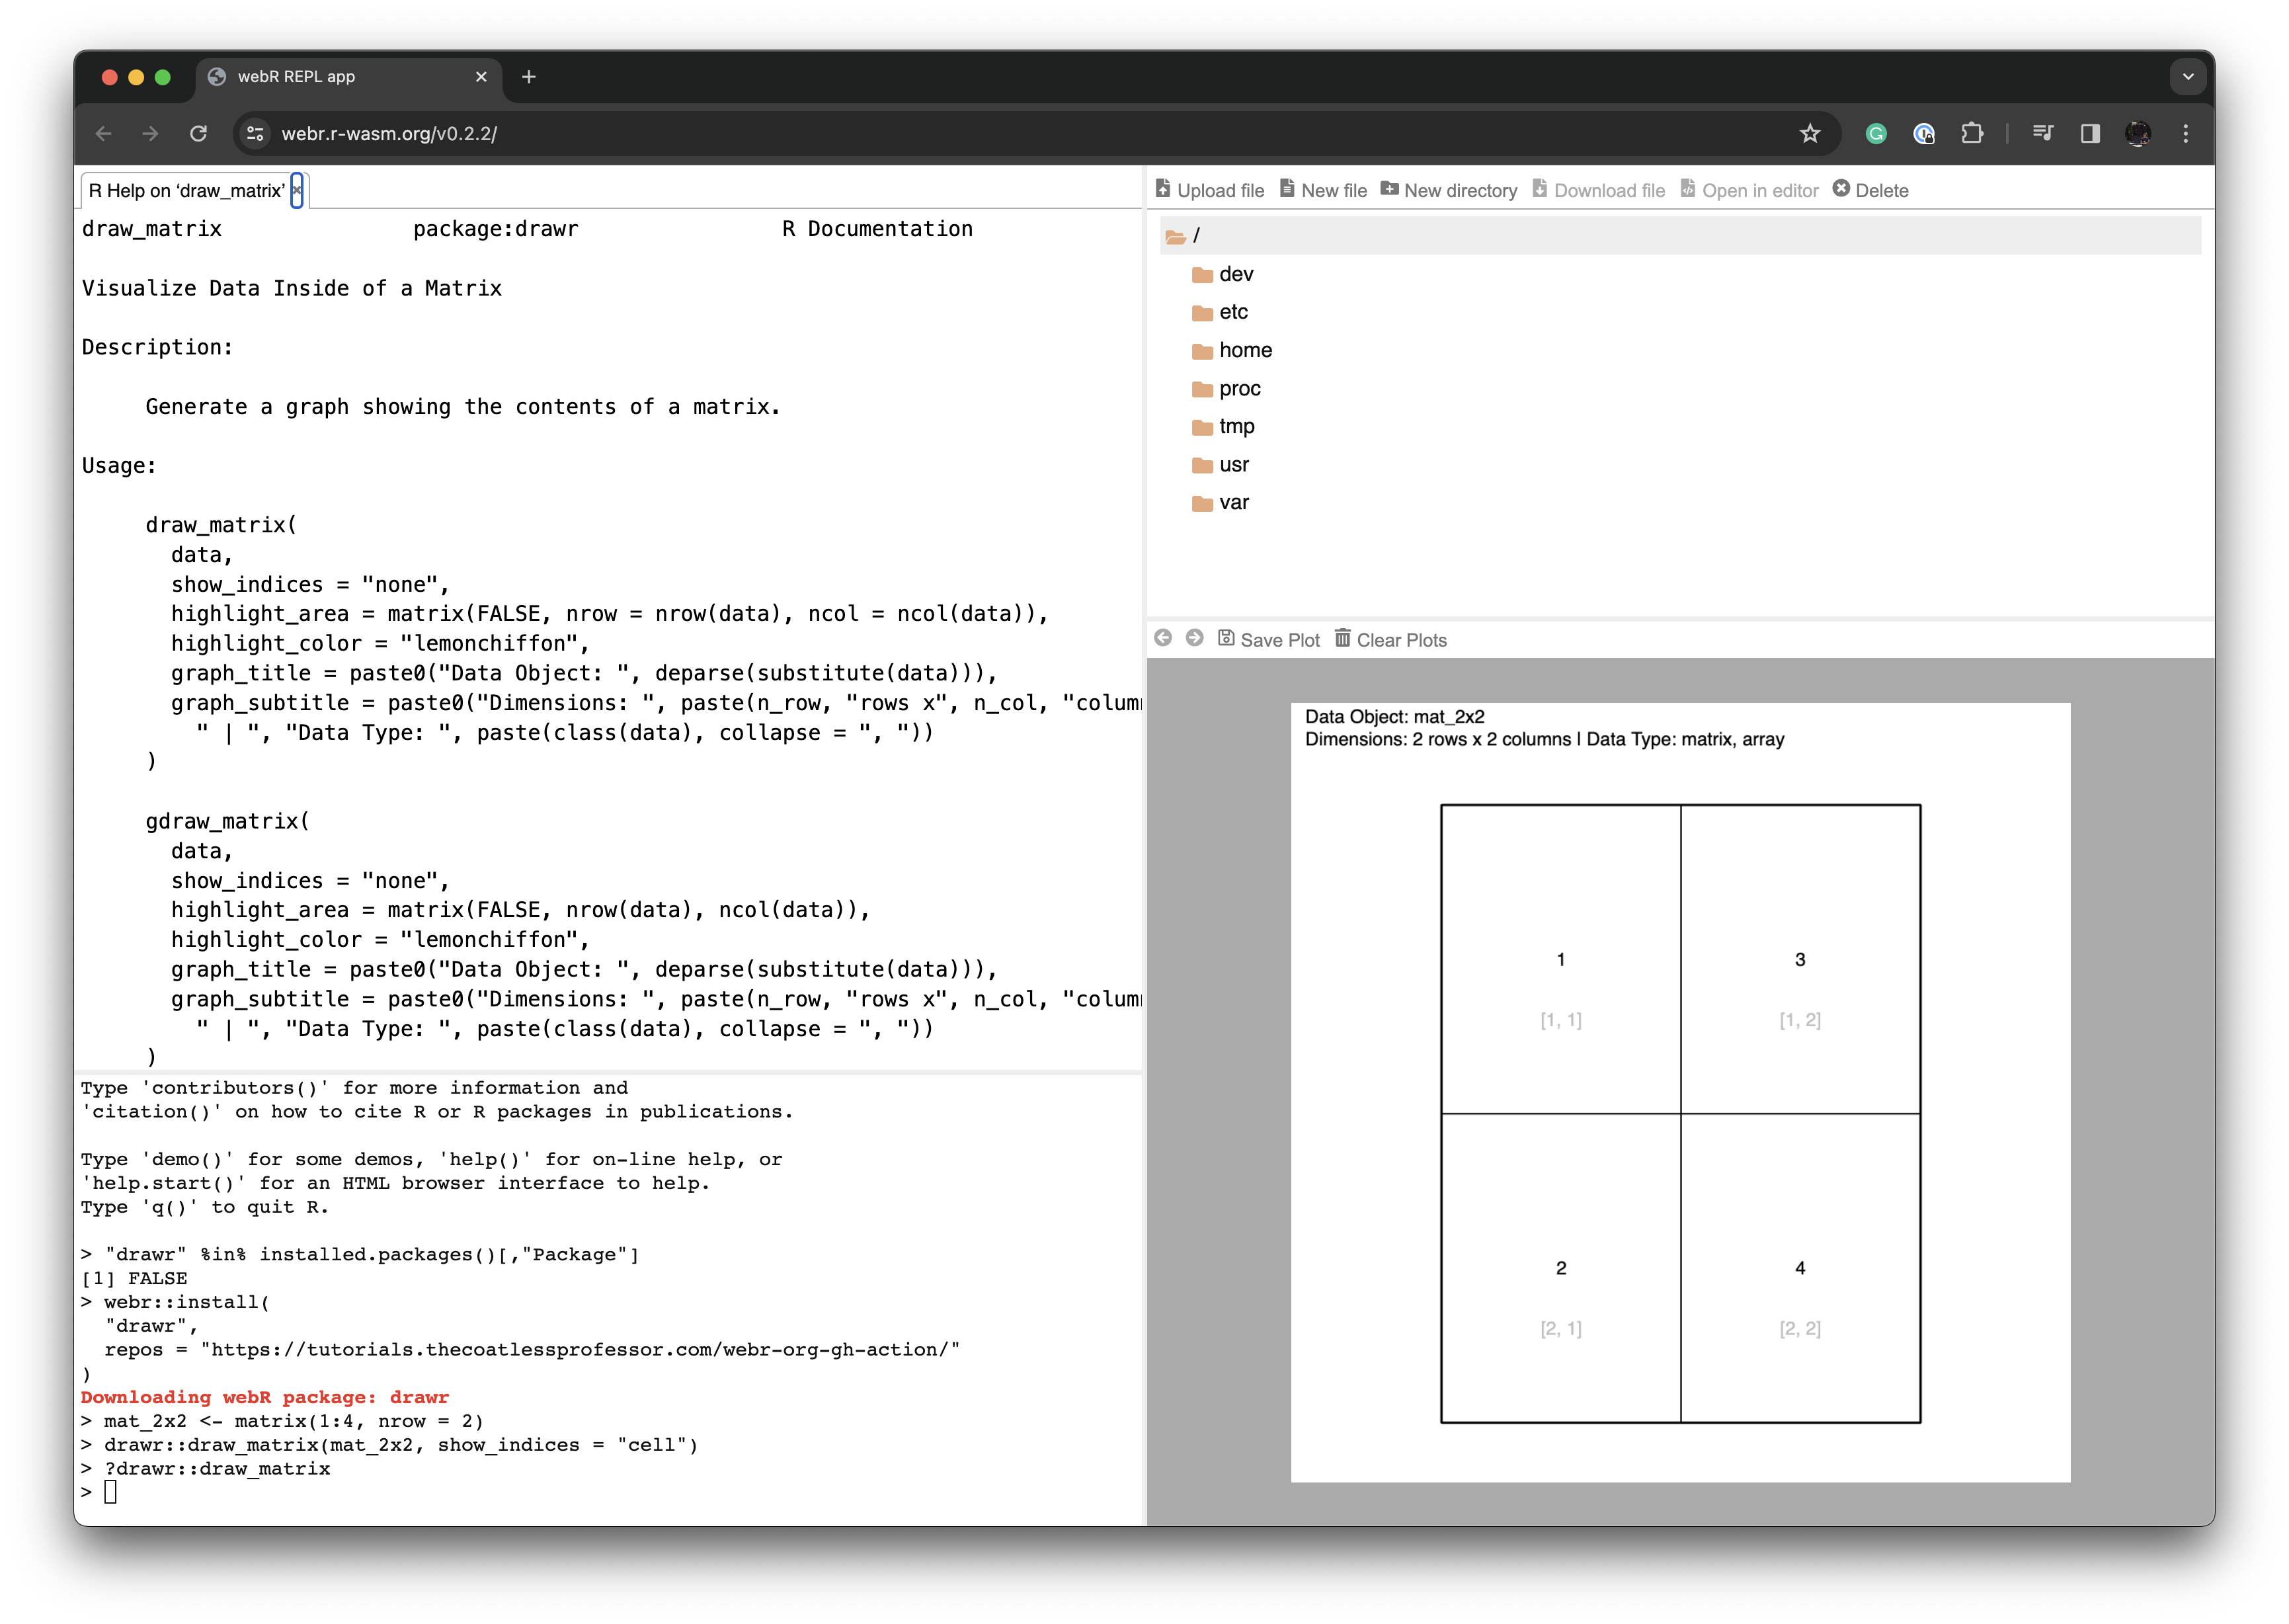 webR REPL app
webr.r-wasm.org/v0.2.2/
R Help on ‘draw_matrix’
draw_matrix package:drawr R Documentation
Visualize Data Inside of a Matrix
Description:
Generate a graph showing the contents of a matrix.
Usage:
draw_matrix(
data,
show_indices = "none",
highlight_area = matrix(FALSE, nrow = nrow(data), ncol = ncol(data)),
highlight_color = "lemonchiffon",
graph_title = paste0("Data Object: ", deparse(substitute(data))),
graph_subtitle = paste0("Dimensions: ", paste(n_row, "rows x", n_col, "colum
" | ", "Data Type: ", paste(class(data), collapse = ", "))
)
gdraw_matrix(
data,
show_indices = "none",
highlight_area = matrix(FALSE, nrow(data), ncol(data)),
highlight_color = "lemonchiffon",
graph_title = paste0("Data Object: ", deparse(substitute(data))),
graph_subtitle = paste0("Dimensions: ", paste(n_row, "rows x", n_col, "colum
" | ", "Data Type: ", paste(class(data), collapse = ", "))
)
Type 'contributors()' for more information and
'citation()' on how to cite R or R packages in publications.
Type 'demo()' for some demos, 'help()' for on-line help, or
'help.start()' for an HTML browser interface to help.
Type 'q()' to quit R.
> "drawr" %in% installed.packages()[,"Package"]
[1] FALSE
> webr::install(
"drawr",
repos = "https://tutorials.thecoatlessprofessor.com/webr-org-gh-action/"
)
Downloading webR package: drawr
> mat_2x2 <- matrix(1:4, nrow = 2)
> drawr::draw_matrix(mat_2x2, show_indices = "cell")
> ?drawr::draw_matrix
>
Upload file New file New directory Download file Open in editor Delete
/
dev
etc
home
proc
tmp
usr
var
Save Plot Clear Plots
Data Object: mat_2x2
Dimensions: 2 rows x 2 columns | Data Type: matrix, array
1 3
[1, 1] [1, 2]
2 4
[2, 1] [2, 2]